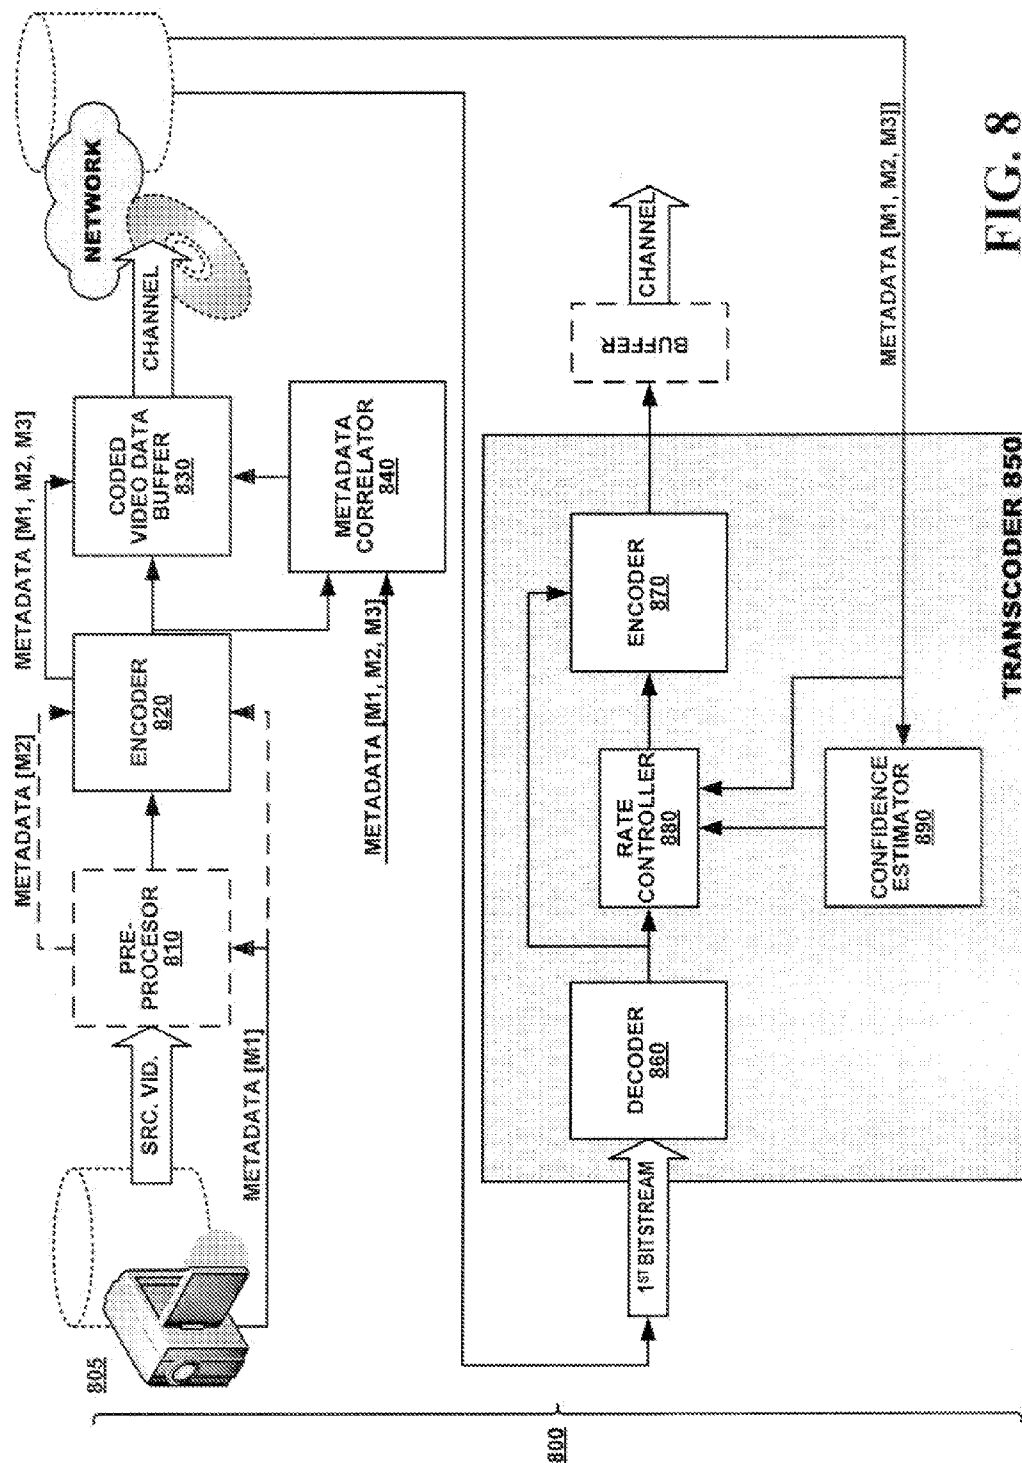 805
SRC. VID.
METADATA [M1]
PRE-
PROCESOR
810
METADATA [M2]
ENCODER
820
METADATA [M1, M2, M3]
CODED
VIDEO DATA
BUFFER
830
CHANNEL
NETWORK
METADATA [M1, M2, M3]
METADATA
CORRELATOR
840
800
1ST BITSTREAM
DECODER
860
RATE
CONTROLLER
880
ENCODER
870
BUFFER
CHANNEL
CONFIDENCE
ESTIMATOR
890
METADATA [M1, M2, M3]]
TRANSCODER 850
FIG. 8